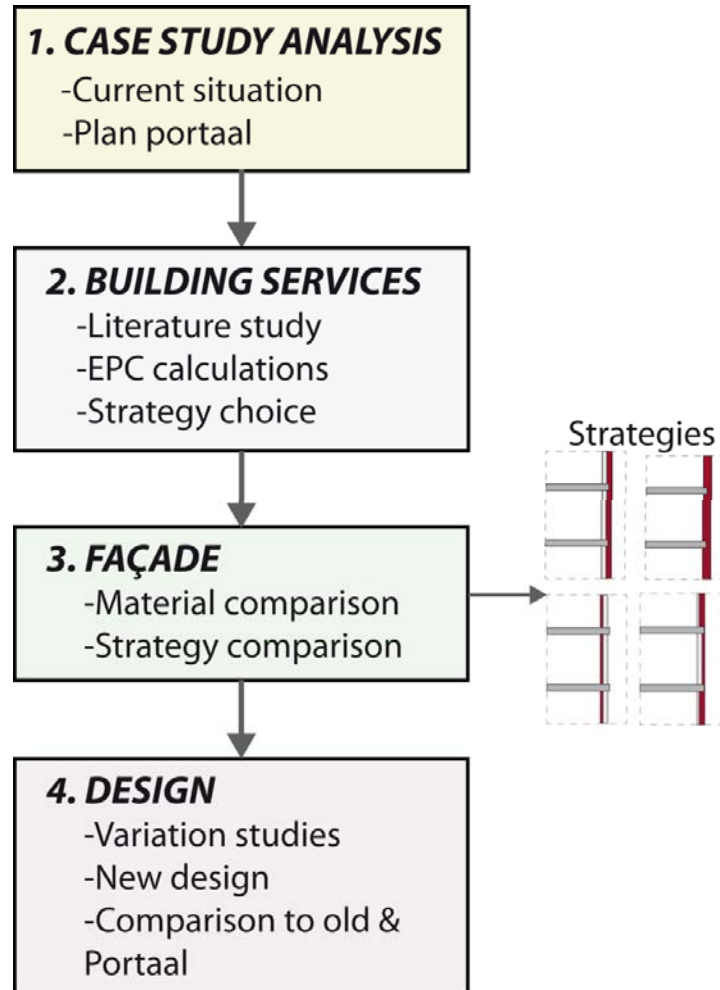 1. CASE STUDY ANALYSIS
-Current situation
-Plan portaal
2. BUILDING SERVICES
-Literature study
-EPC calculations
-Strategy choice
Strategies
3. FAÇADE
-Material comparison
-Strategy comparison
4. DESIGN
-Variation studies
-New design
-Comparison to old &
Portaal